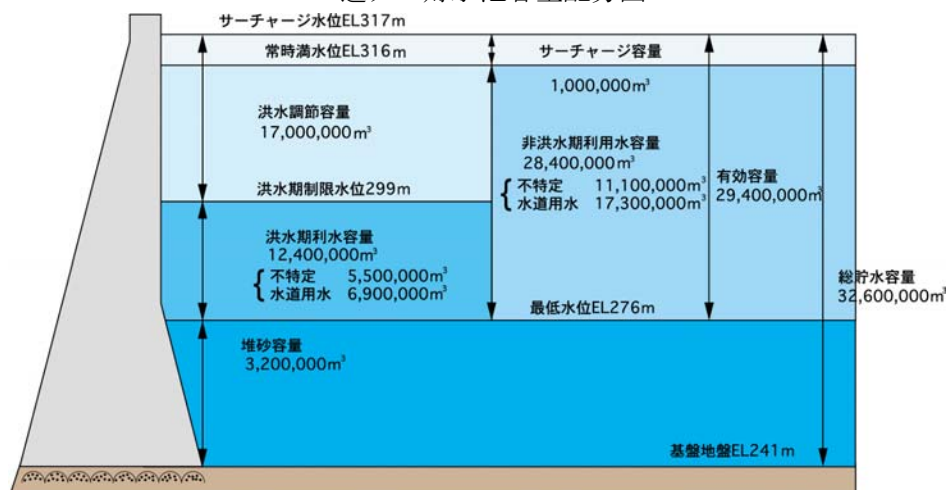 サーチャージ水位EL317m
常時満水位EL316m
サーチャージ容量
1,000,000m³
洪水調節容量
17,000,000m³
非洪水期利用水容量
28,400,000m³
不特定 11,100,000m³
水道用水 17,300,000m³
有効容量
29,400,000m³
洪水期制限水位299m
洪水期利水容量
12,400,000m³
不特定 5,500,000m³
水道用水 6,900,000m³
総貯水容量
32,600,000m³
最低水位EL276m
堆砂容量
3,200,000m³
基盤地盤EL241m